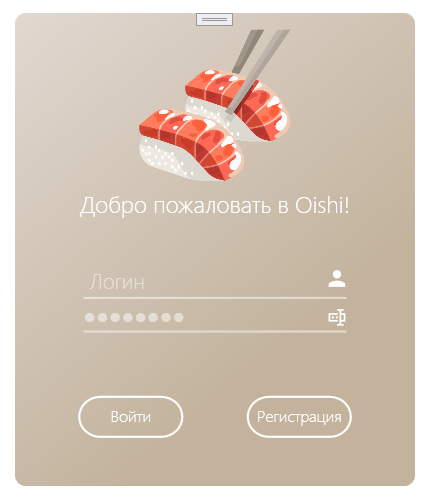 Добро пожаловать в Oishi!
Логин
●●●●●●●●
Войти
Регистрация